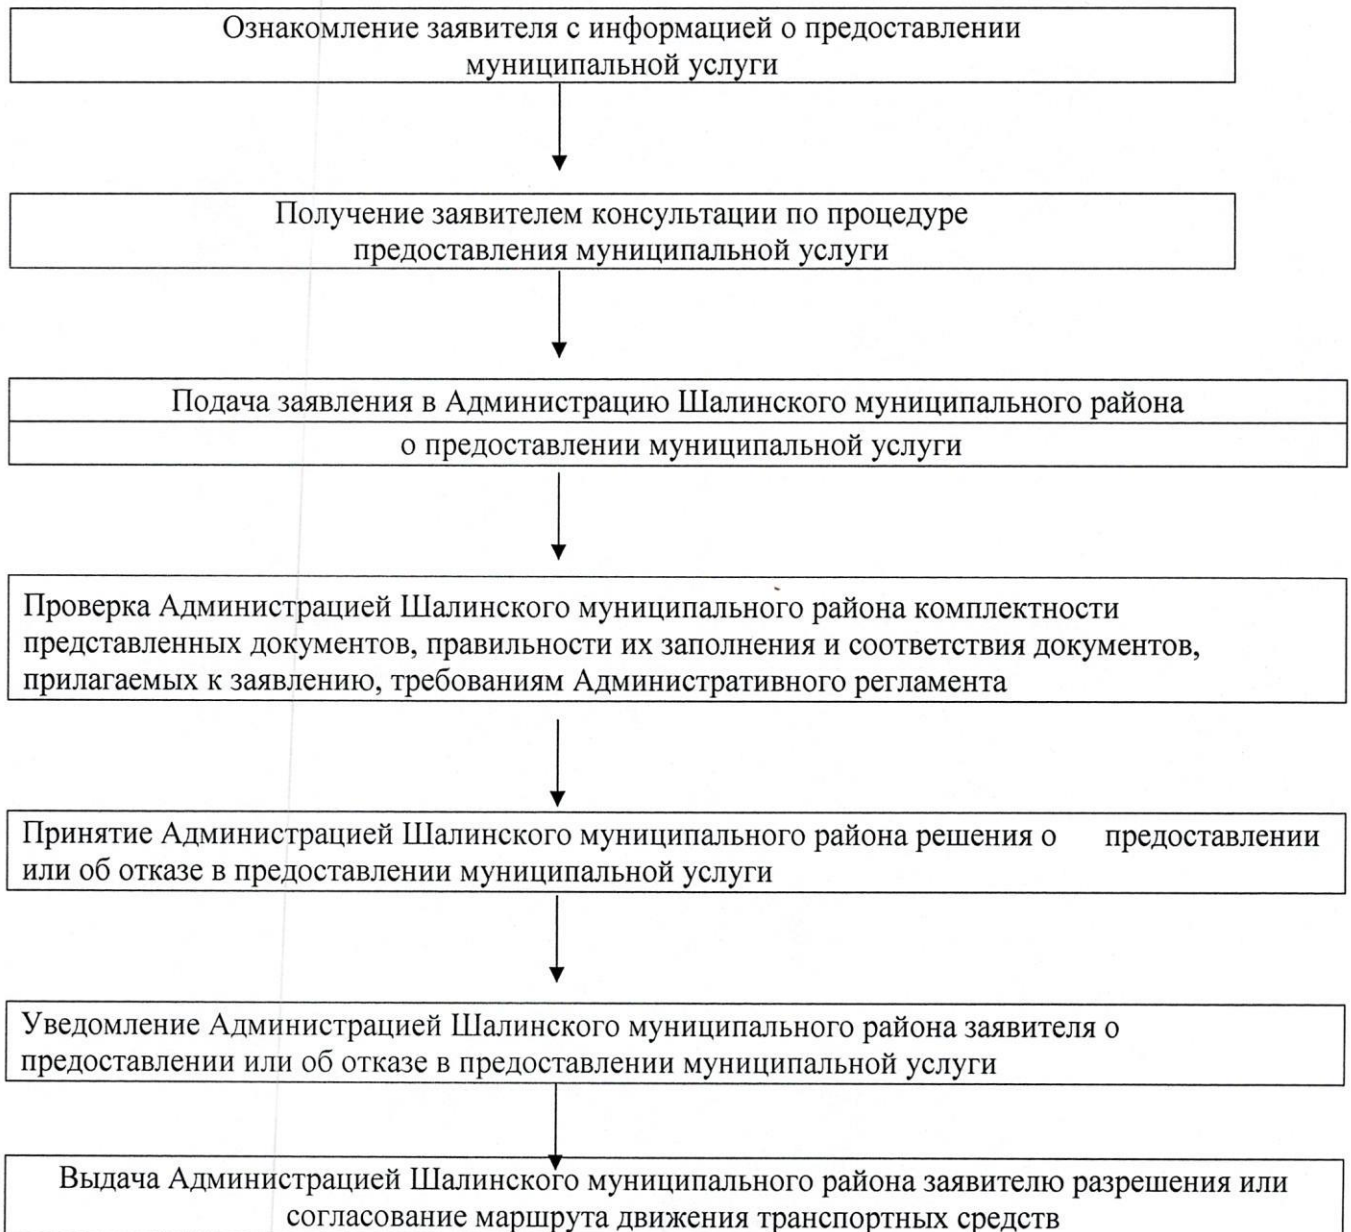 Ознакомление заявителя с информацией о предоставлении
муниципальной услуги
Получение заявителем консультации по процедуре
предоставления муниципальной услуги
Подача заявления в Администрацию Шалинского муниципального района
о предоставлении муниципальной услуги
Проверка Администрацией Шалинского муниципального района комплектности
представленных документов, правильности их заполнения и соответствия документов,
прилагаемых к заявлению, требованиям Административного регламента
Принятие Администрацией Шалинского муниципального района решения о предоставлении
или об отказе в предоставлении муниципальной услуги
Уведомление Администрацией Шалинского муниципального района заявителя о
предоставлении или об отказе в предоставлении муниципальной услуги
Выдача Администрацией Шалинского муниципального района заявителю разрешения или
согласование маршрута движения транспортных средств